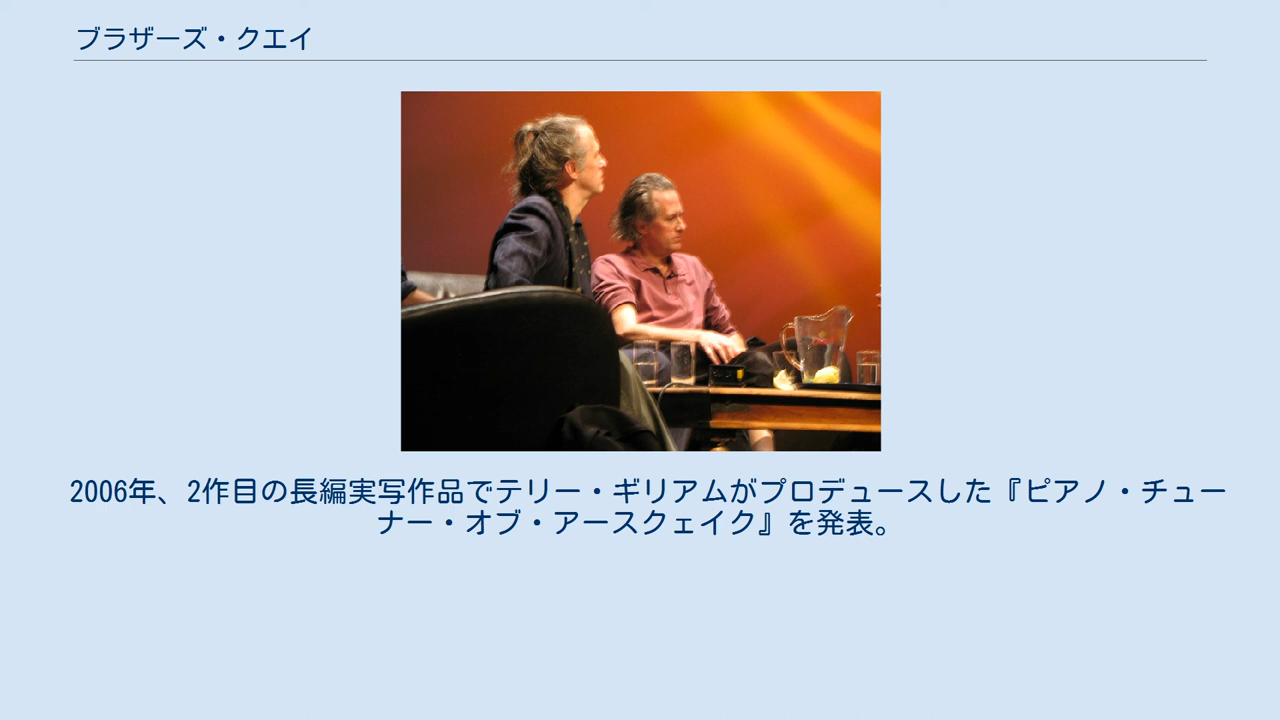 ブラザーズ・クエイ
2006年、2作目の長編実写作品でテリー・ギリアムがプロデュースした『ピアノ・チュー
ナー・オブ・アースクェイク』を発表。